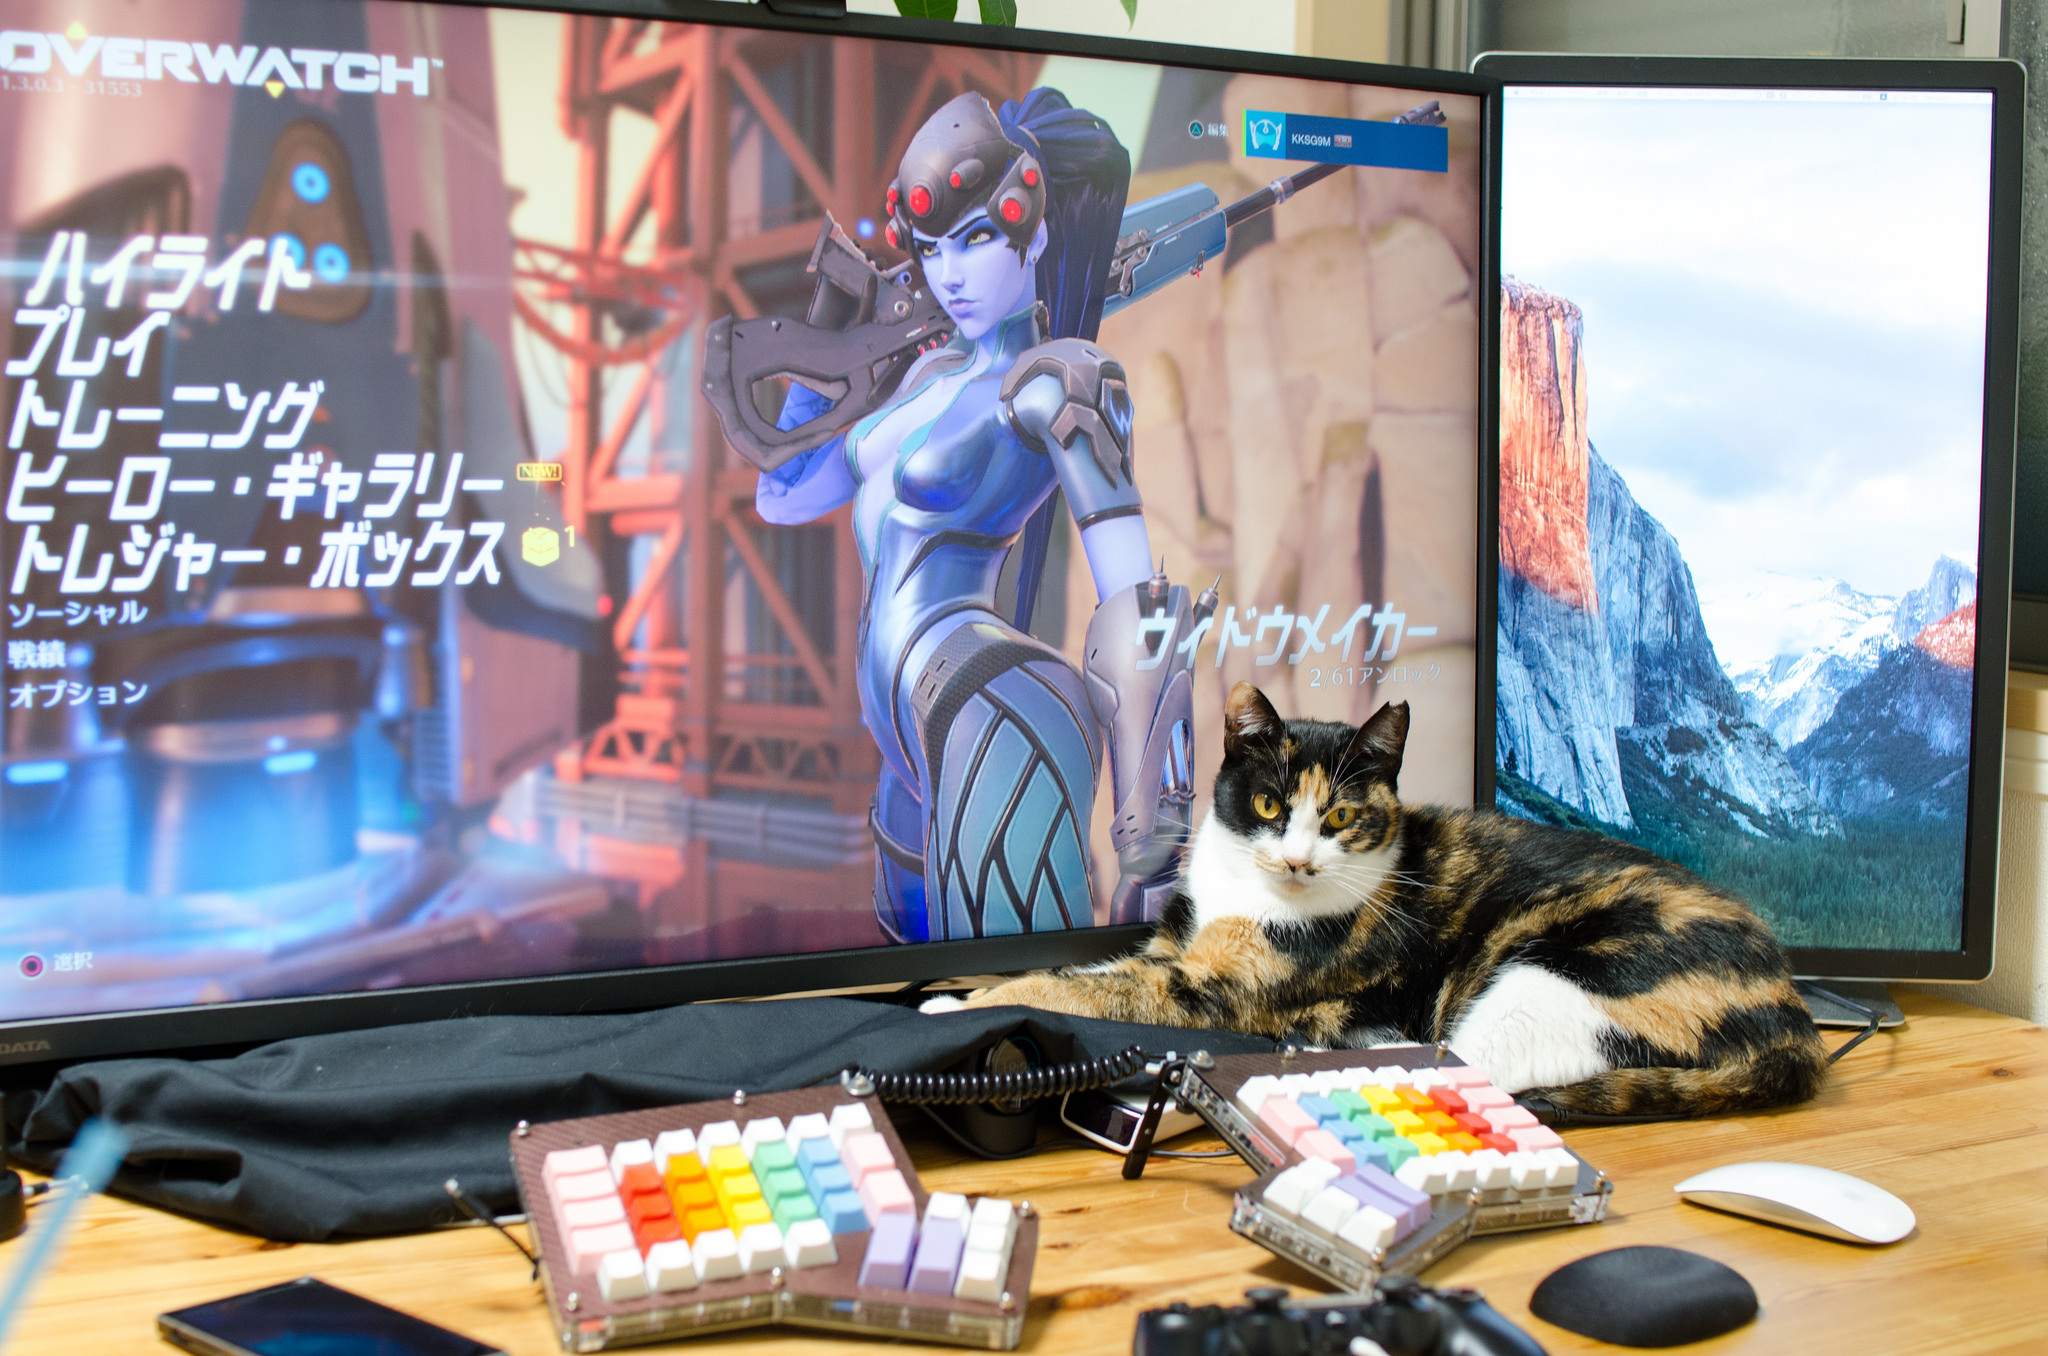 OVERWATCH™
1.3.0.3 - 31553
編集
KKSG9M
ハイライト
プレイ
トレーニング
ヒーロー・ギャラリー
NEW!
トレジャー・ボックス
1
ソーシャル
戦績
オプション
ウィドウメイカー
2/61アンロック
選択
DATA